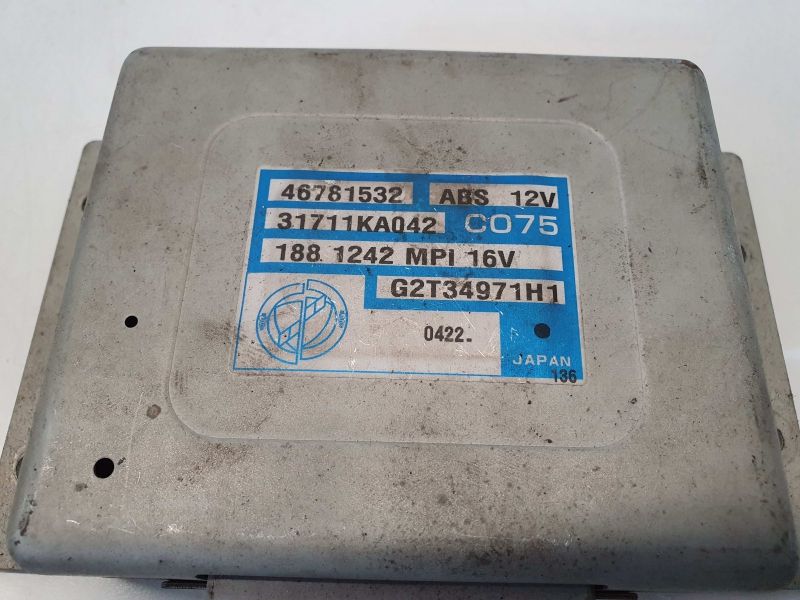 46781532 ABS 12V
31711KA042 C075
188 1242 MPI 16V
G2T34971H1
0422-
JAPAN
136